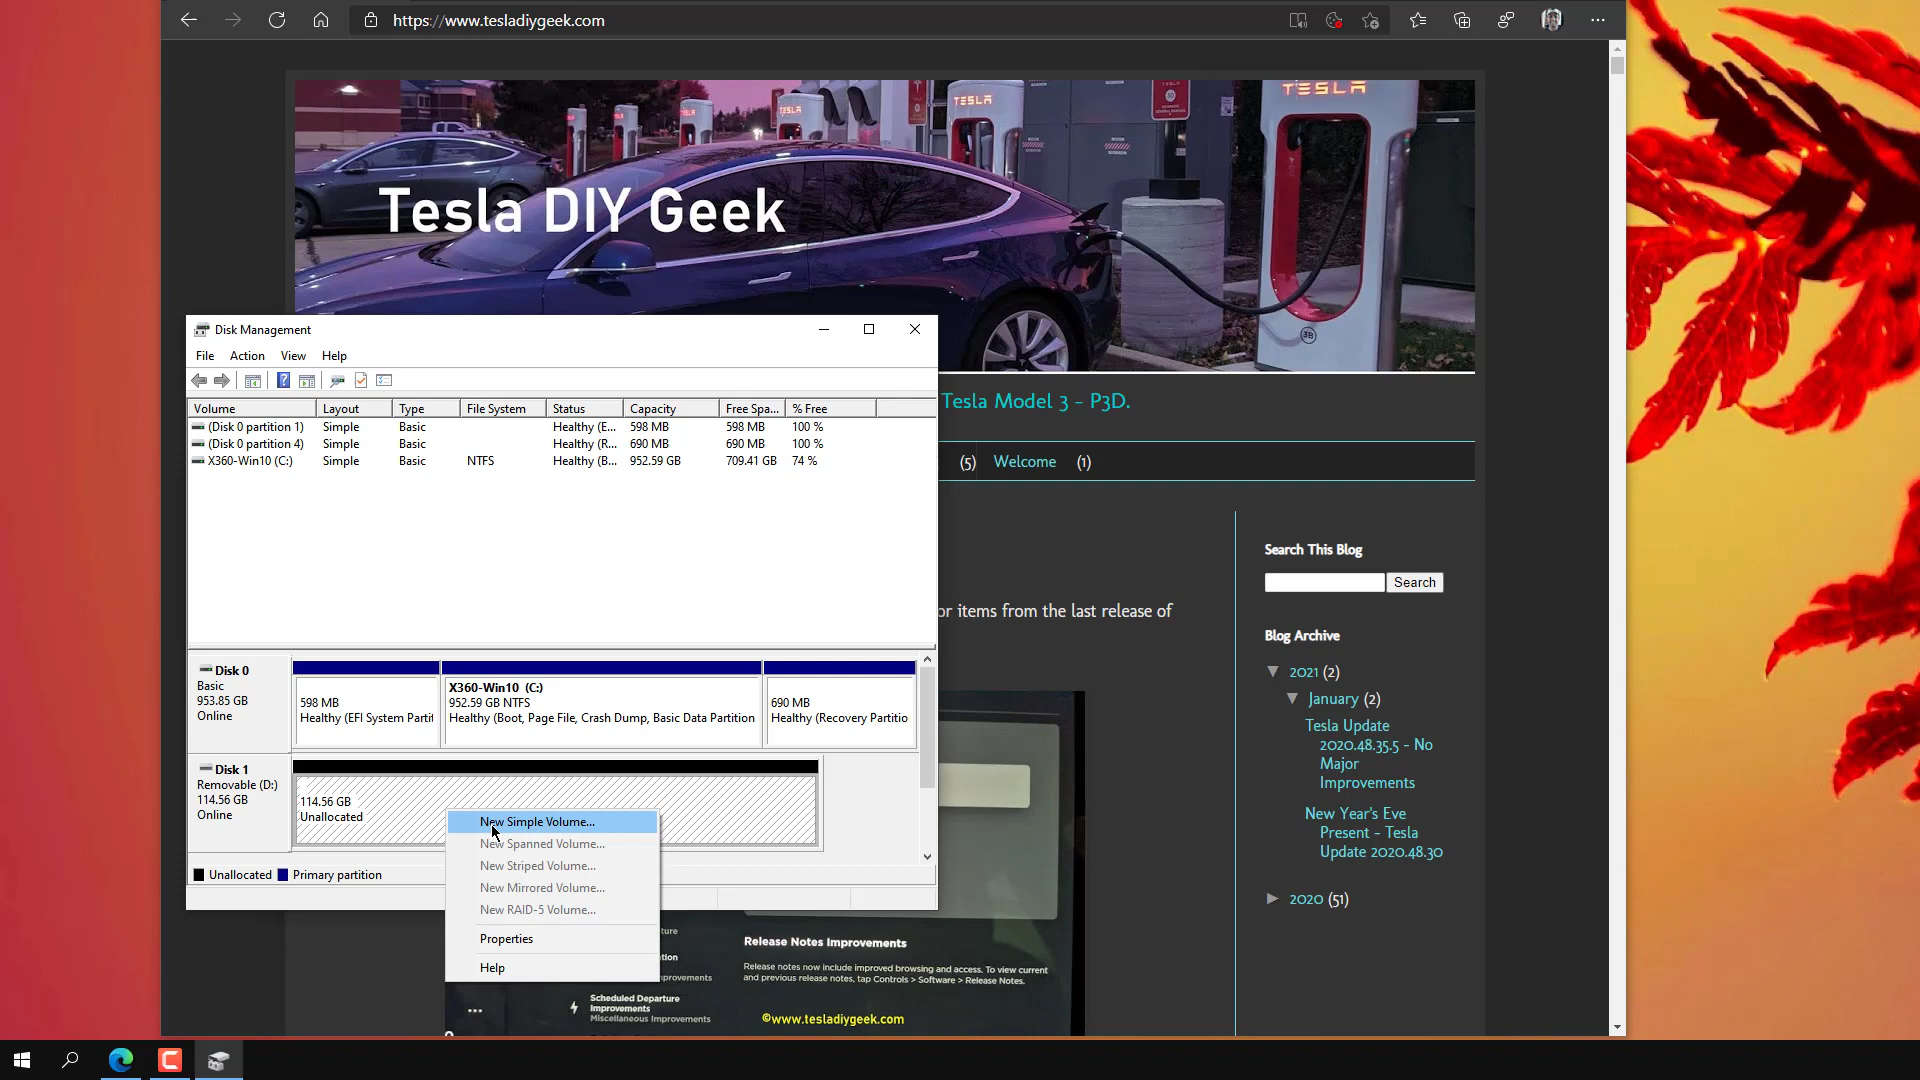 https://www.tesladiygeek.com
TESLA
TESLA
TESLA
3B
Tesla DIY Geek
Disk Management
File Action View Help
Volume Layout Type File System Status Capacity Free Spa... % Free
(Disk 0 partition 1) Simple Basic Healthy (E... 598 MB 598 MB 100 %
(Disk 0 partition 4) Simple Basic Healthy (R... 690 MB 690 MB 100 %
X360-Win10 (C:) Simple Basic NTFS Healthy (B... 952.59 GB 709.41 GB 74 %
Disk 0
Basic
953.85 GB
Online
598 MB
Healthy (EFI System Partit
X360-Win10 (C:)
952.59 GB NTFS
Healthy (Boot, Page File, Crash Dump, Basic Data Partition
690 MB
Healthy (Recovery Partitio
Disk 1
Removable (D:)
114.56 GB
Online
114.56 GB
Unallocated
Unallocated Primary partition
New Simple Volume...
New Spanned Volume...
New Striped Volume...
New Mirrored Volume...
New RAID-5 Volume...
Properties
Help
Tesla Model 3 - P3D.
(5) Welcome (1)
or items from the last release of
ture
ation
provements
Scheduled Departure
Improvements
Miscellaneous Improvements
Release Notes Improvements
Release notes now include improved browsing and access. To view current
and previous release notes, tap Controls > Software > Release Notes.
©www.tesladiygeek.com
Search This Blog
Search
Blog Archive
2021 (2)
January (2)
Tesla Update
2020.48.35.5 - No
Major
Improvements
New Year's Eve
Present - Tesla
Update 2020.48.30
2020 (51)